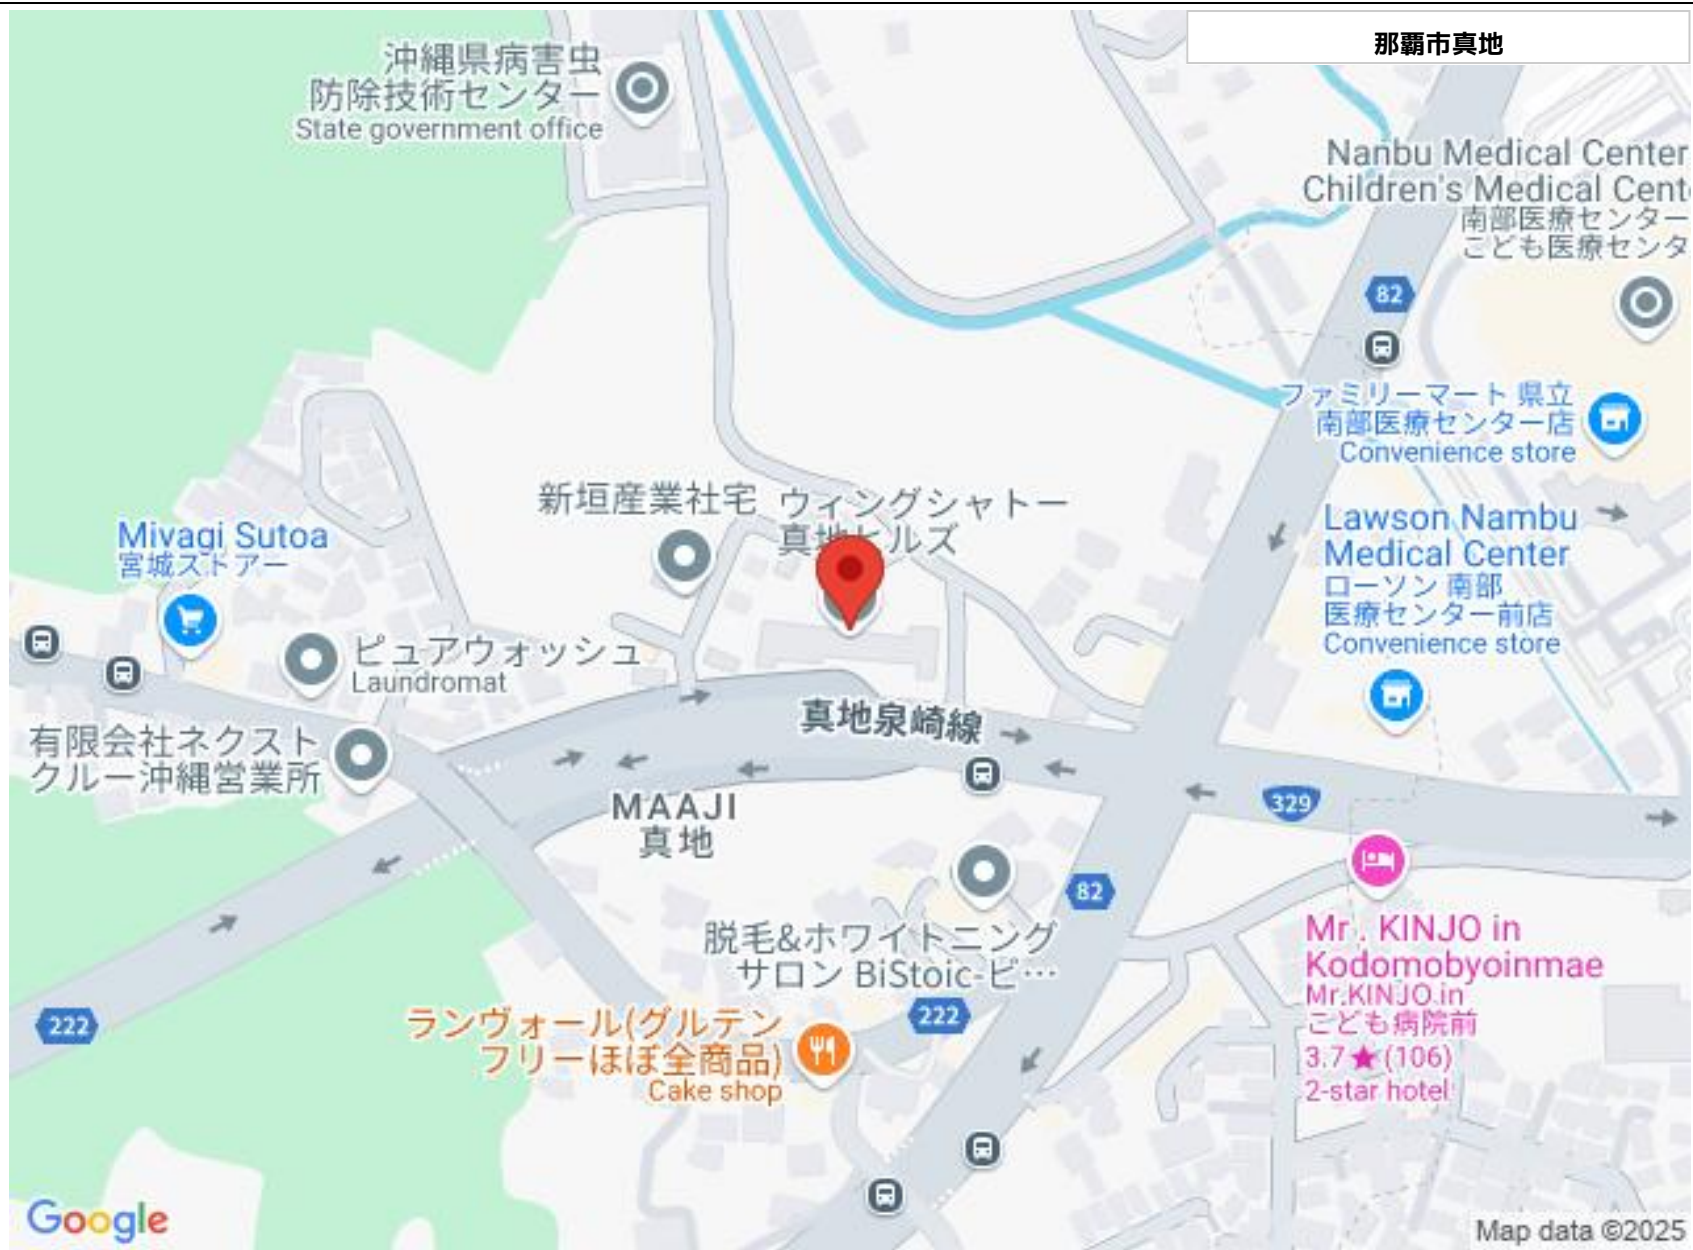 那覇市真地
沖縄県病害虫
防除技術センター
State government office
Nanbu Medical Center
Children's Medical Cent
南部医療センター
こども医療センタ
82
ファミリーマート 県立
南部医療センター店
Convenience store
新垣産業社宅
ウィングシャトー
真地ヒルズ
Miyagi Sutoa
宮城ストアー
Lawson Nambu
Medical Center
ローソン 南部
医療センター前店
Convenience store
ピュアウォッシュ
Laundromat
真地泉崎線
有限会社ネクスト
クルー沖縄営業所
MAAJI
真地
329
82
脱毛&ホワイトニング
サロン BiStoic-ピ…
Mr . KINJO in
Kodomobyoinmae
Mr.KINJO in
こども病院前
3.7★(106)
2-star hotel
222
222
ランヴォール(グルテン
フリーほぼ全商品)
Cake shop
Google
Map data ©2025